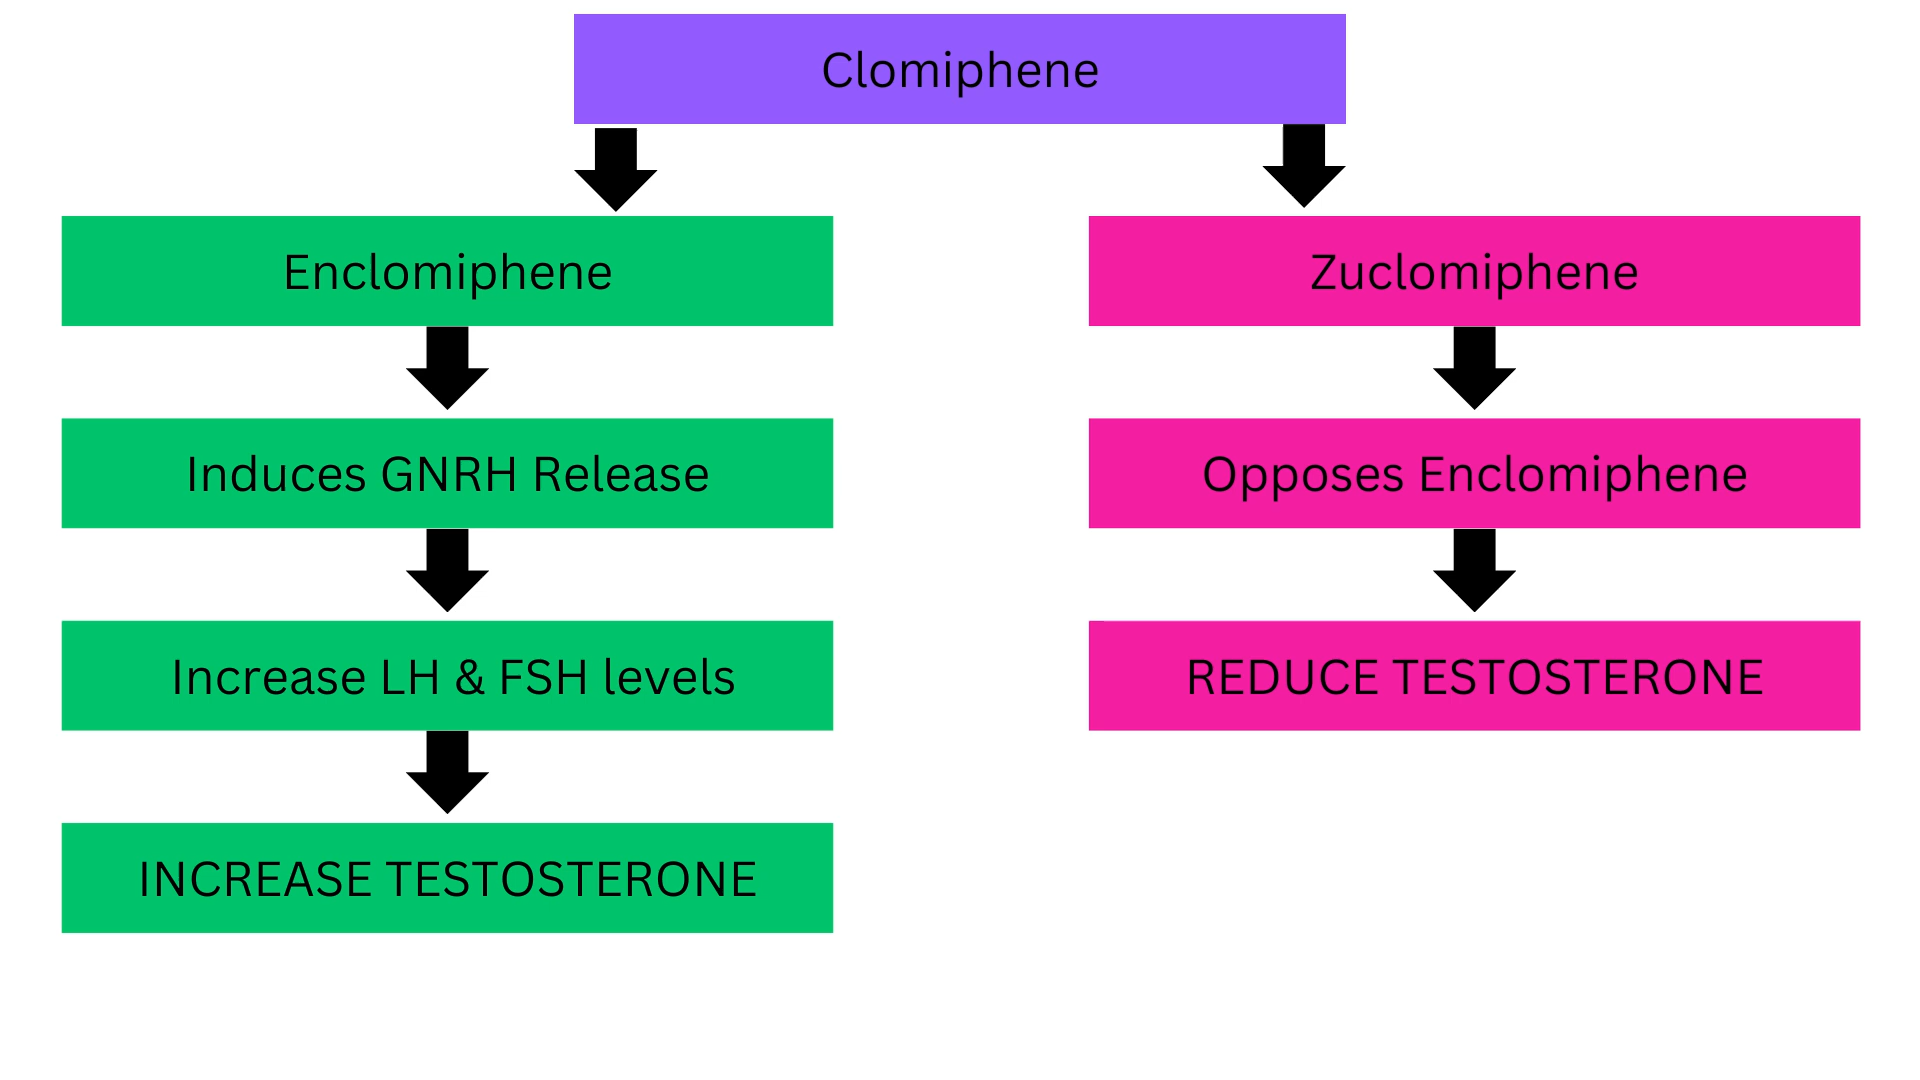 Clomiphene
Enclomiphene
Zuclomiphene
Induces GNRH Release
Opposes Enclomiphene
Increase LH & FSH levels
REDUCE TESTOSTERONE
INCREASE TESTOSTERONE